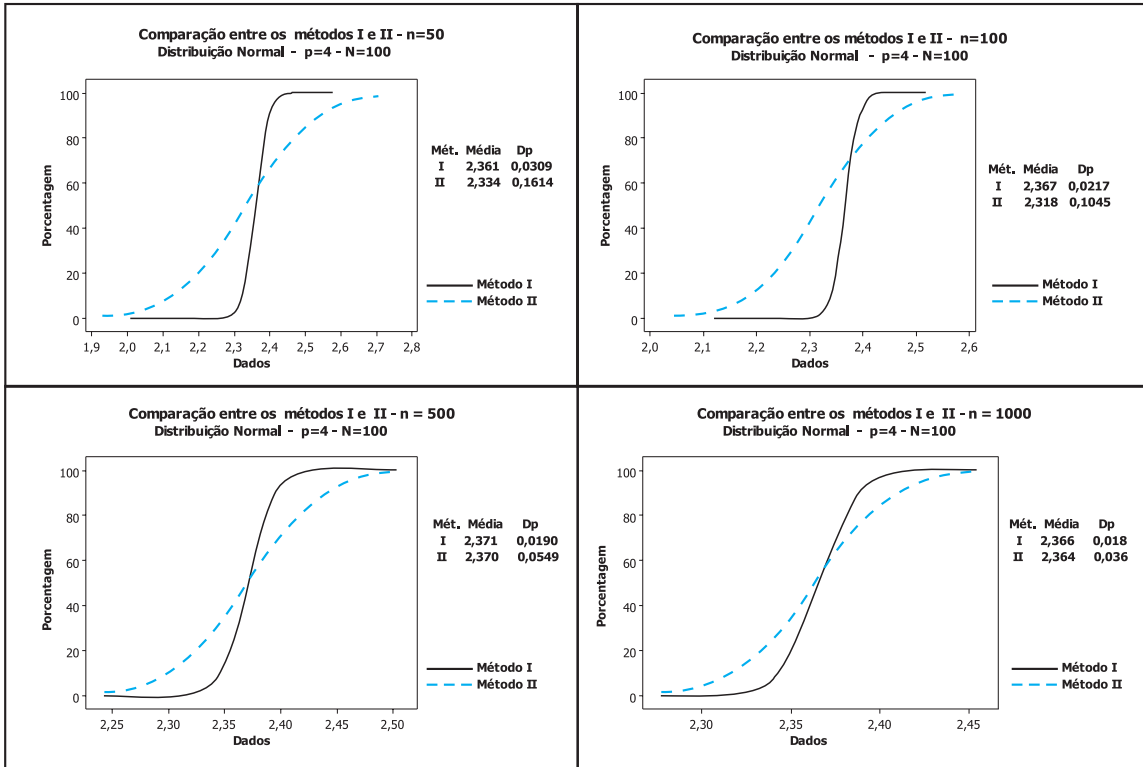 Comparação entre os métodos I e II - n=50
Distribuição Normal - p=4 - N=100
Porcentagem
100
80
60
40
20
0
1,9 2,0 2,1 2,2 2,3 2,4 2,5 2,6 2,7 2,8
Dados
Mét. Média Dp
I 2,361 0,0309
II 2,334 0,1614
Método I
Método II
Comparação entre os métodos I e II - n=100
Distribuição Normal - p=4 - N=100
Porcentagem
100
80
60
40
20
0
2,0 2,1 2,2 2,3 2,4 2,5 2,6
Dados
Mét. Média Dp
I 2,367 0,0217
II 2,318 0,1045
Método I
Método II
Comparação entre os métodos I e II - n = 500
Distribuição Normal - p=4 - N=100
Porcentagem
100
80
60
40
20
0
2,25 2,30 2,35 2,40 2,45 2,50
Dados
Mét. Média Dp
I 2,371 0,0190
II 2,370 0,0549
Método I
Método II
Comparação entre os métodos I e II - n = 1000
Distribuição Normal - p=4 - N=100
Porcentagem
100
80
60
40
20
0
2,30 2,35 2,40 2,45
Dados
Mét. Média Dp
I 2,366 0,018
II 2,364 0,036
Método I
Método II